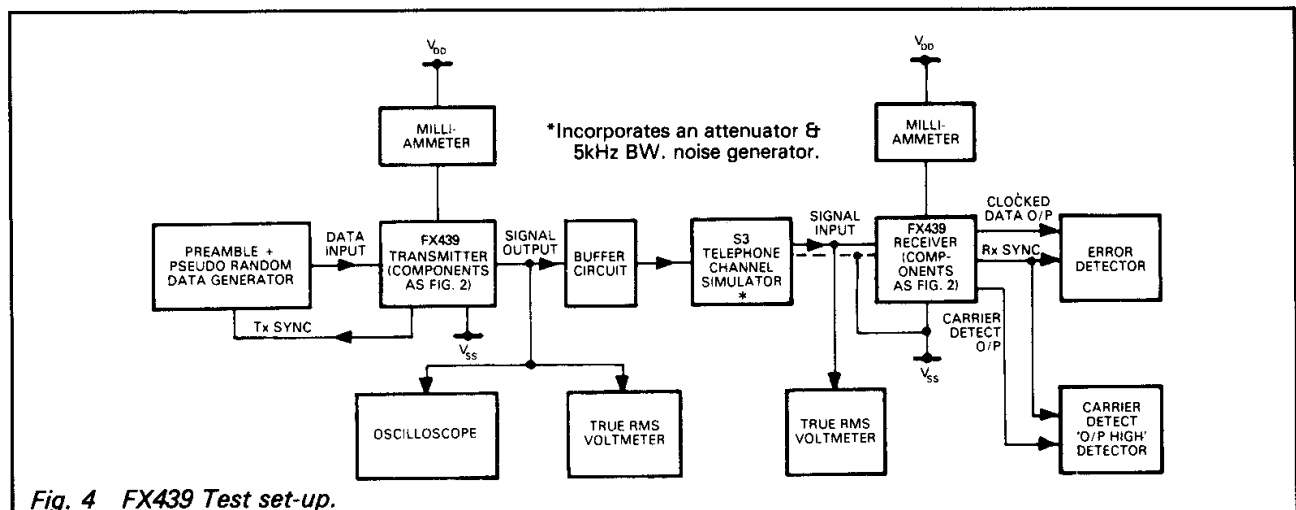 V_DD
MILLI-
AMMETER
*Incorporates an attenuator &
5kHz BW. noise generator.
V_DD
MILLI-
AMMETER
PREAMBLE +
PSEUDO RANDOM
DATA GENERATOR
DATA
INPUT
Tx SYNC
FX439
TRANSMITTER
(COMPONENTS
AS FIG. 2)
V_SS
SIGNAL
OUTPUT
BUFFER
CIRCUIT
S3
TELEPHONE
CHANNEL
SIMULATOR
*
SIGNAL
INPUT
FX439
RECEIVER
(COMP-
ONENTS
AS FIG. 2)
CLOCKED
DATA O/P
Rx SYNC
ERROR
DETECTOR
CARRIER
DETECT
O/P
V_SS
OSCILLOSCOPE
TRUE RMS
VOLTMETER
TRUE RMS
VOLTMETER
CARRIER
DETECT
'O/P HIGH'
DETECTOR
Fig. 4 FX439 Test set-up.